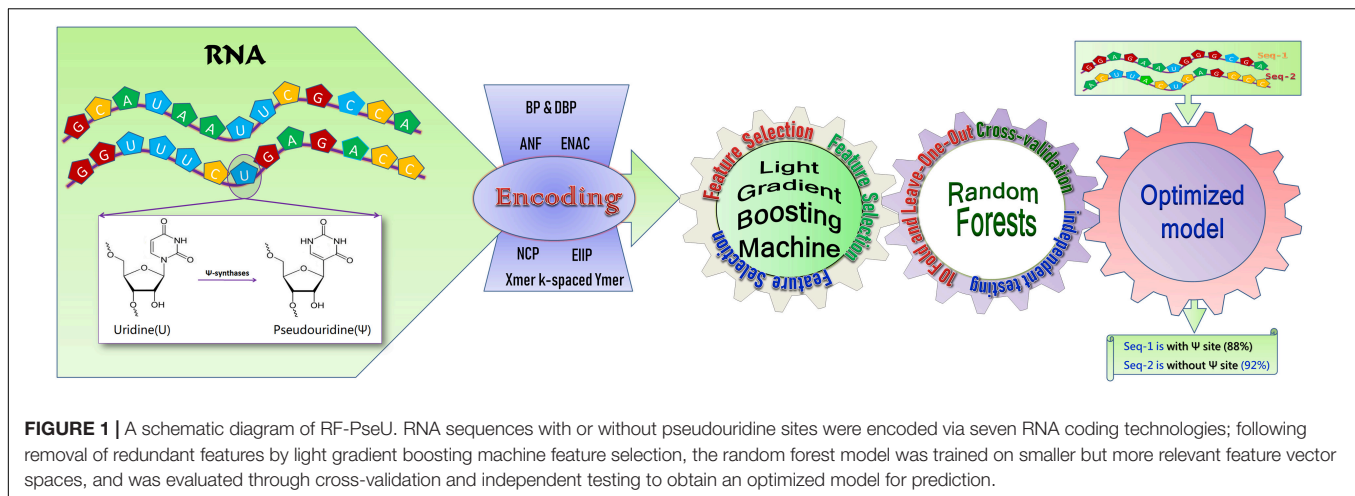 RNA
G C A U A A U U C G C C A
G G U U U C U G A G A C C
O
NH
N
O
O
O
O
OH
Ψ-synthases
O
HN
NH
O
O
O
O
OH
Uridine(U)
Pseudouridine(Ψ)
BP & DBP
ANF ENAC
Encoding
NCP EIIP
Xmer k-spaced Ymer
Feature Selection
Feature Selection
Feature Selection
Light
Gradient
Boosting
Machine
10 Fold and Leave-One-Out Cross-validation
independent testing
Random
Forests
Seq-1
Seq-2
Optimized
model
Seq-1 is with Ψ site (88%)
Seq-2 is without Ψ site (92%)
FIGURE 1 | A schematic diagram of RF-PseU. RNA sequences with or without pseudouridine sites were encoded via seven RNA coding technologies; following
removal of redundant features by light gradient boosting machine feature selection, the random forest model was trained on smaller but more relevant feature vector
spaces, and was evaluated through cross-validation and independent testing to obtain an optimized model for prediction.